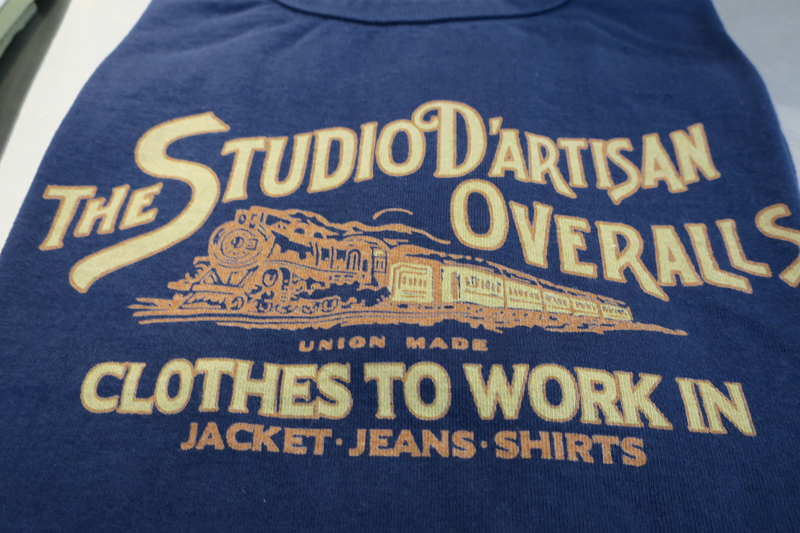 THE STUDIO D'ARTISAN
OVERALLS
UNION MADE
CLOTHES TO WORK IN
JACKET·JEANS·SHIRTS